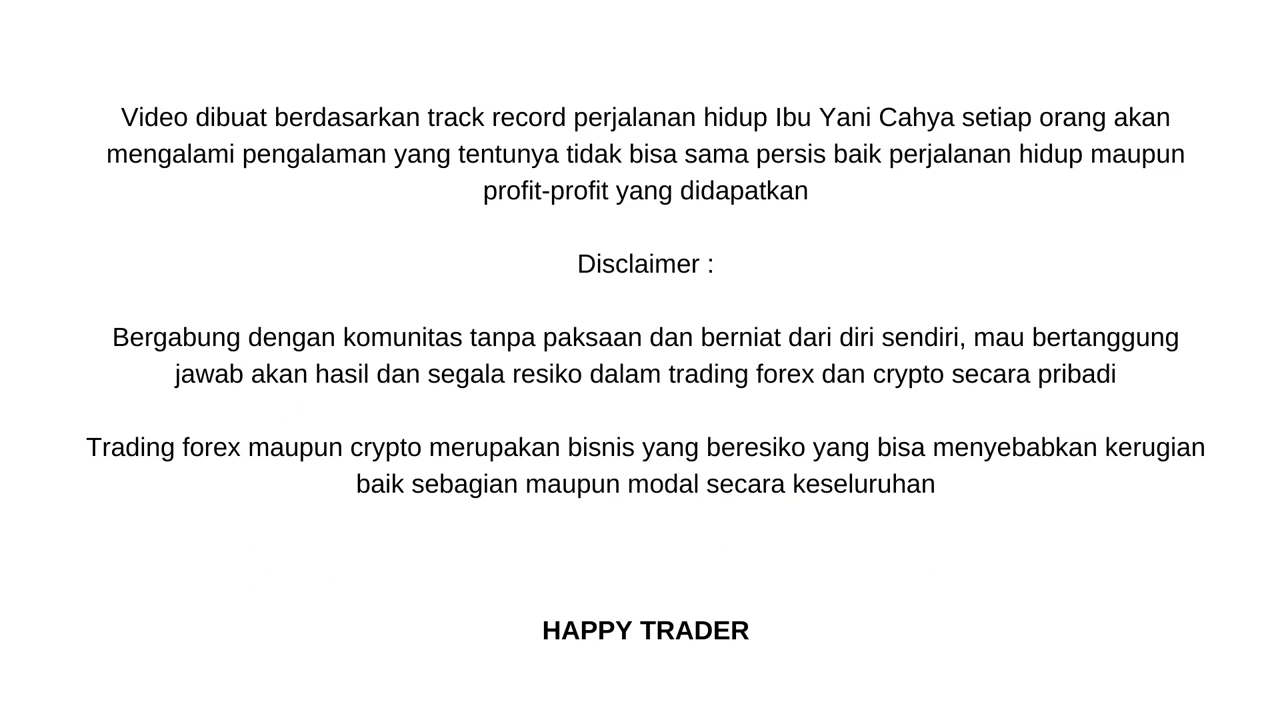 Video dibuat berdasarkan track record perjalanan hidup Ibu Yani Cahya setiap orang akan
mengalami pengalaman yang tentunya tidak bisa sama persis baik perjalanan hidup maupun
profit-profit yang didapatkan
Disclaimer :
Bergabung dengan komunitas tanpa paksaan dan berniat dari diri sendiri, mau bertanggung
jawab akan hasil dan segala resiko dalam trading forex dan crypto secara pribadi
Trading forex maupun crypto merupakan bisnis yang beresiko yang bisa menyebabkan kerugian
baik sebagian maupun modal secara keseluruhan
HAPPY TRADER